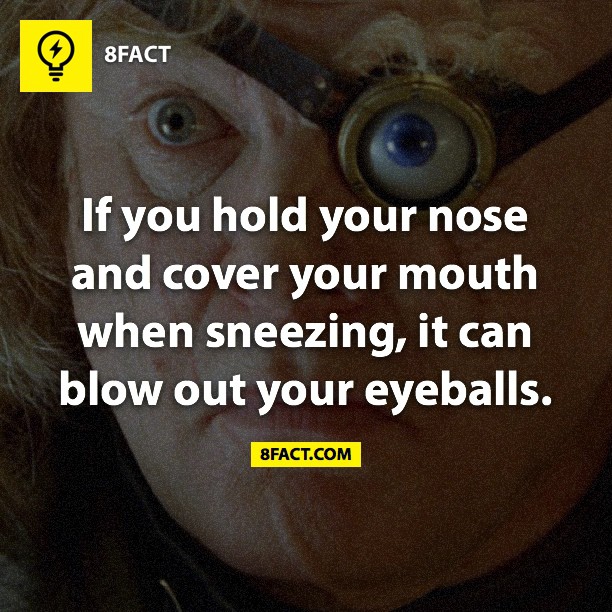 8FACT
If you hold your nose
and cover your mouth
when sneezing, it can
blow out your eyeballs.
8FACT.COM